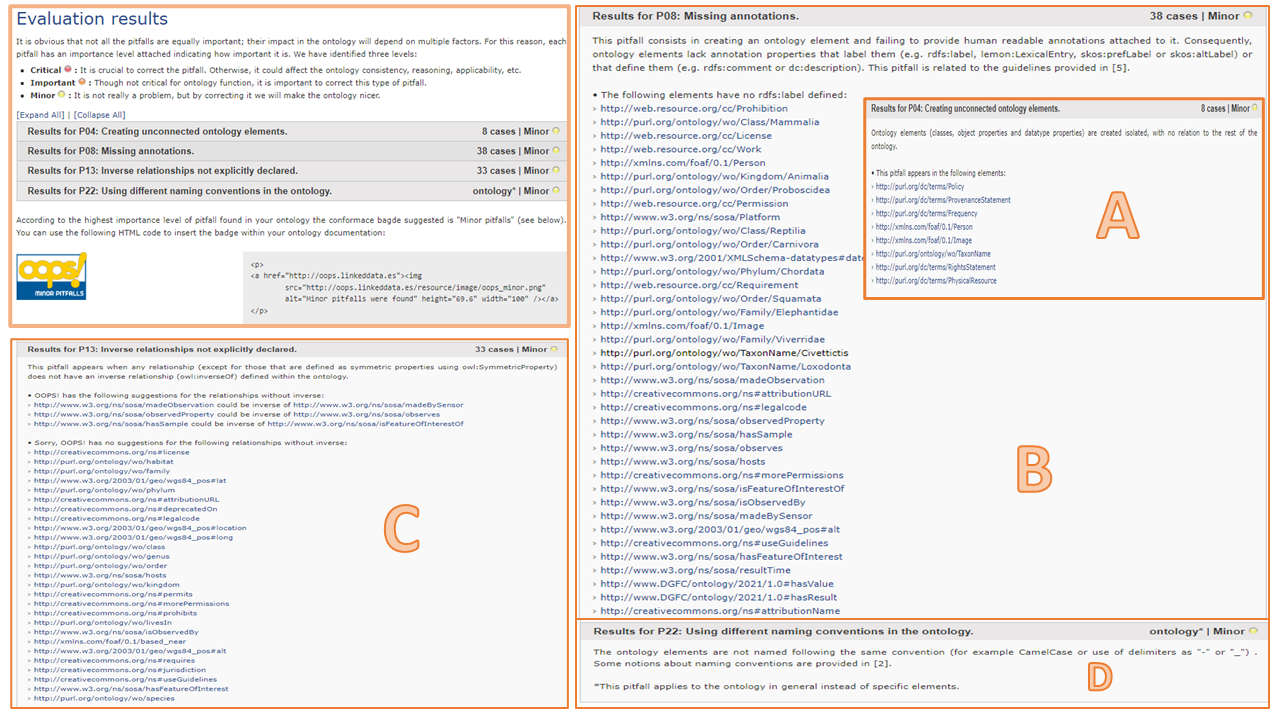 Evaluation results
It is obvious that not all the pitfalls are equally important; their impact in the ontology will depend on multiple factors. For this reason, each
pitfall has an importance level attached indicating how important it is. We have identified three levels:
• Critical : It is crucial to correct the pitfall. Otherwise, it could affect the ontology consistency, reasoning, applicability, etc.
• Important : Though not critical for ontology function, it is important to correct this type of pitfall.
• Minor : It is not really a problem, but by correcting it we will make the ontology nicer.
[Expand All] | [Collapse All]
Results for P04: Creating unconnected ontology elements. 8 cases | Minor
Results for P08: Missing annotations. 38 cases | Minor
Results for P13: Inverse relationships not explicitly declared. 33 cases | Minor
Results for P22: Using different naming conventions in the ontology. ontology* | Minor
According to the highest importance level of pitfall found in your ontology the conformace bagde suggested is "Minor pitfalls" (see below).
You can use the following HTML code to insert the badge within your ontology documentation:
oops!
MINOR PITFALLS
<p>
<a href="http://oops.linkeddata.es"><img
src="http://oops.linkeddata.es/resource/image/oops_minor.png"
alt="Minor pitfalls were found" height="69.6" width="100" /></a>
</p>
Results for P13: Inverse relationships not explicitly declared. 33 cases | Minor
This pitfall appears when any relationship (except for those that are defined as symmetric properties using owl:SymmetricProperty)
does not have an inverse relationship (owl:inverseOf) defined within the ontology.
• OOPS! has the following suggestions for the relationships without inverse:
› http://www.w3.org/ns/sosa/madeObservation could be inverse of http://www.w3.org/ns/sosa/madeBySensor
› http://www.w3.org/ns/sosa/observedProperty could be inverse of http://www.w3.org/ns/sosa/observes
› http://www.w3.org/ns/sosa/hasSample could be inverse of http://www.w3.org/ns/sosa/isFeatureOfInterestOf
• Sorry, OOPS! has no suggestions for the following relationships without inverse:
› http://creativecommons.org/ns#license
› http://purl.org/ontology/wo/habitat
› http://purl.org/ontology/wo/family
› http://www.w3.org/2003/01/geo/wgs84_pos#lat
› http://purl.org/ontology/wo/phylum
› http://creativecommons.org/ns#attributionURL
› http://creativecommons.org/ns#deprecatedOn
› http://creativecommons.org/ns#legalcode
› http://www.w3.org/2003/01/geo/wgs84_pos#location
› http://www.w3.org/2003/01/geo/wgs84_pos#long
› http://purl.org/ontology/wo/class
› http://purl.org/ontology/wo/genus
› http://purl.org/ontology/wo/order
› http://www.w3.org/ns/sosa/hosts
› http://purl.org/ontology/wo/kingdom
› http://creativecommons.org/ns#permits
› http://creativecommons.org/ns#morePermissions
› http://creativecommons.org/ns#prohibits
› http://purl.org/ontology/wo/livesIn
› http://www.w3.org/ns/sosa/isObservedBy
› http://xmlns.com/foaf/0.1/based_near
› http://www.w3.org/2003/01/geo/wgs84_pos#alt
› http://creativecommons.org/ns#requires
› http://creativecommons.org/ns#jurisdiction
› http://creativecommons.org/ns#useGuidelines
› http://www.w3.org/ns/sosa/hasFeatureOfInterest
› http://purl.org/ontology/wo/species
C
Results for P08: Missing annotations. 38 cases | Minor
This pitfall consists in creating an ontology element and failing to provide human readable annotations attached to it. Consequently,
ontology elements lack annotation properties that label them (e.g. rdfs:label, lemon:LexicalEntry, skos:prefLabel or skos:altLabel) or
that define them (e.g. rdfs:comment or dc:description). This pitfall is related to the guidelines provided in [5].
• The following elements have no rdfs:label defined:
› http://web.resource.org/cc/Prohibition
› http://purl.org/ontology/wo/Class/Mammalia
› http://web.resource.org/cc/License
› http://web.resource.org/cc/Work
› http://xmlns.com/foaf/0.1/Person
› http://purl.org/ontology/wo/Kingdom/Animalia
› http://purl.org/ontology/wo/Order/Proboscidea
› http://web.resource.org/cc/Permission
› http://www.w3.org/ns/sosa/Platform
› http://purl.org/ontology/wo/Class/Reptilia
› http://purl.org/ontology/wo/Order/Carnivora
› http://www.w3.org/2001/XMLSchema-datatypes#date
› http://purl.org/ontology/wo/Phylum/Chordata
› http://web.resource.org/cc/Requirement
› http://purl.org/ontology/wo/Order/Squamata
› http://purl.org/ontology/wo/Family/Elephantidae
› http://xmlns.com/foaf/0.1/Image
› http://purl.org/ontology/wo/Family/Viverridae
› http://purl.org/ontology/wo/TaxonName/Civettictis
› http://purl.org/ontology/wo/TaxonName/Loxodonta
› http://www.w3.org/ns/sosa/madeObservation
› http://creativecommons.org/ns#attributionURL
› http://creativecommons.org/ns#legalcode
› http://www.w3.org/ns/sosa/observedProperty
› http://www.w3.org/ns/sosa/hasSample
› http://www.w3.org/ns/sosa/observes
› http://www.w3.org/ns/sosa/hosts
› http://creativecommons.org/ns#morePermissions
› http://www.w3.org/ns/sosa/isFeatureOfInterestOf
› http://www.w3.org/ns/sosa/isObservedBy
› http://www.w3.org/ns/sosa/madeBySensor
› http://www.w3.org/2003/01/geo/wgs84_pos#alt
› http://creativecommons.org/ns#useGuidelines
› http://www.w3.org/ns/sosa/hasFeatureOfInterest
› http://www.w3.org/ns/sosa/resultTime
› http://www.DGFC/ontology/2021/1.0#hasValue
› http://www.DGFC/ontology/2021/1.0#hasResult
› http://creativecommons.org/ns#attributionName
B
Results for P04: Creating unconnected ontology elements. 8 cases | Minor
Ontology elements (classes, object properties and datatype properties) are created isolated, with no relation to the rest of the
ontology.
• This pitfall appears in the following elements:
› http://purl.org/dc/terms/Policy
› http://purl.org/dc/terms/ProvenanceStatement
› http://purl.org/dc/terms/Frequency
› http://xmlns.com/foaf/0.1/Person
› http://xmlns.com/foaf/0.1/Image
› http://purl.org/ontology/wo/TaxonName
› http://purl.org/dc/terms/RightsStatement
› http://purl.org/dc/terms/PhysicalResource
A
Results for P22: Using different naming conventions in the ontology. ontology* | Minor
The ontology elements are not named following the same convention (for example CamelCase or use of delimiters as "-" or "_") .
Some notions about naming conventions are provided in [2].
*This pitfall applies to the ontology in general instead of specific elements.
D